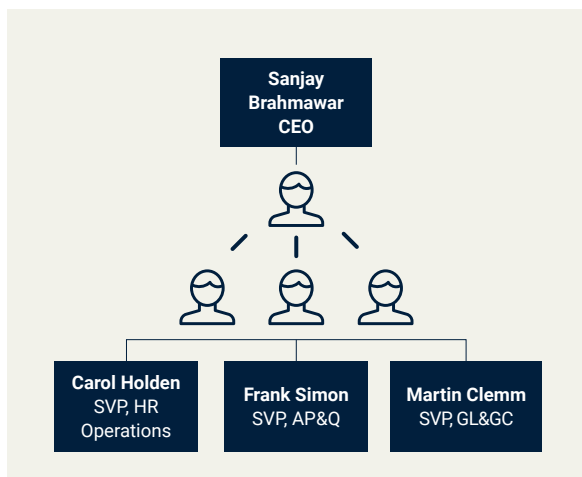 Sanjay
Brahmawar
CEO
Carol Holden
SVP, HR
Operations
Frank Simon
SVP, AP&Q
Martin Clemm
SVP, GL&GC